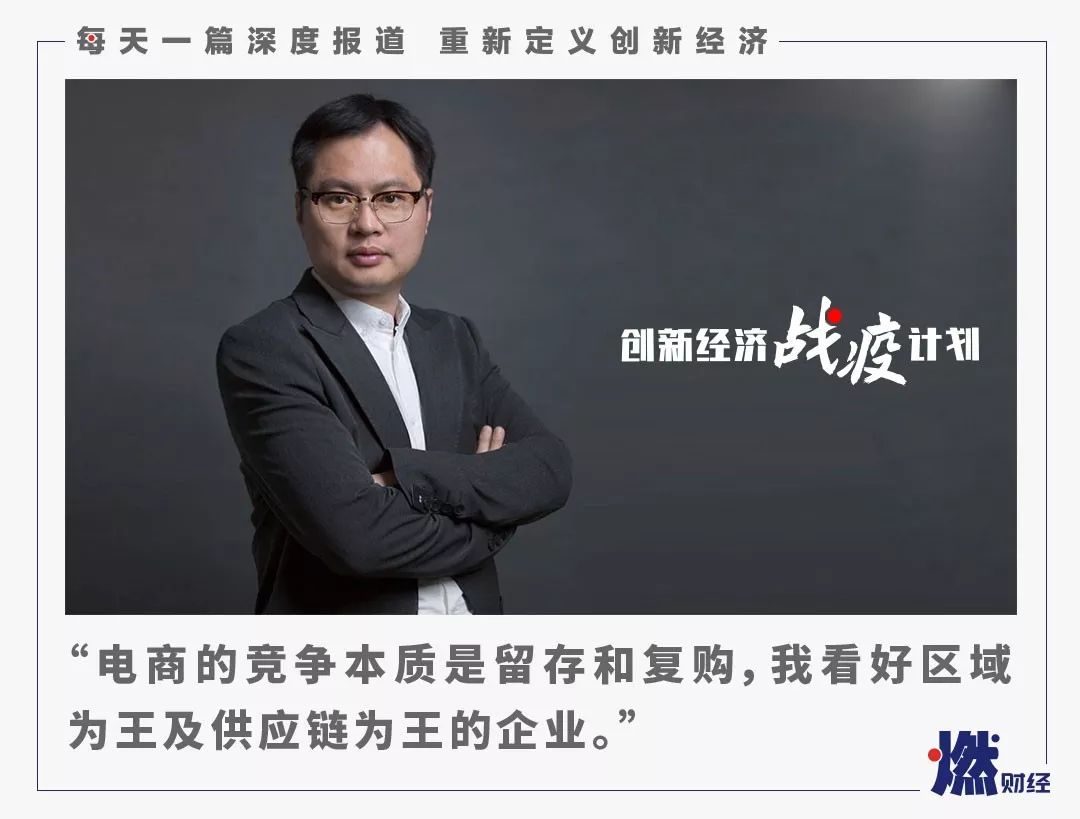 每天一篇深度报道 重新定义创新经济
创新经济战疫计划
“电商的竞争本质是留存和复购，我看好区域
为王及供应链为王的企业。”
燃财经